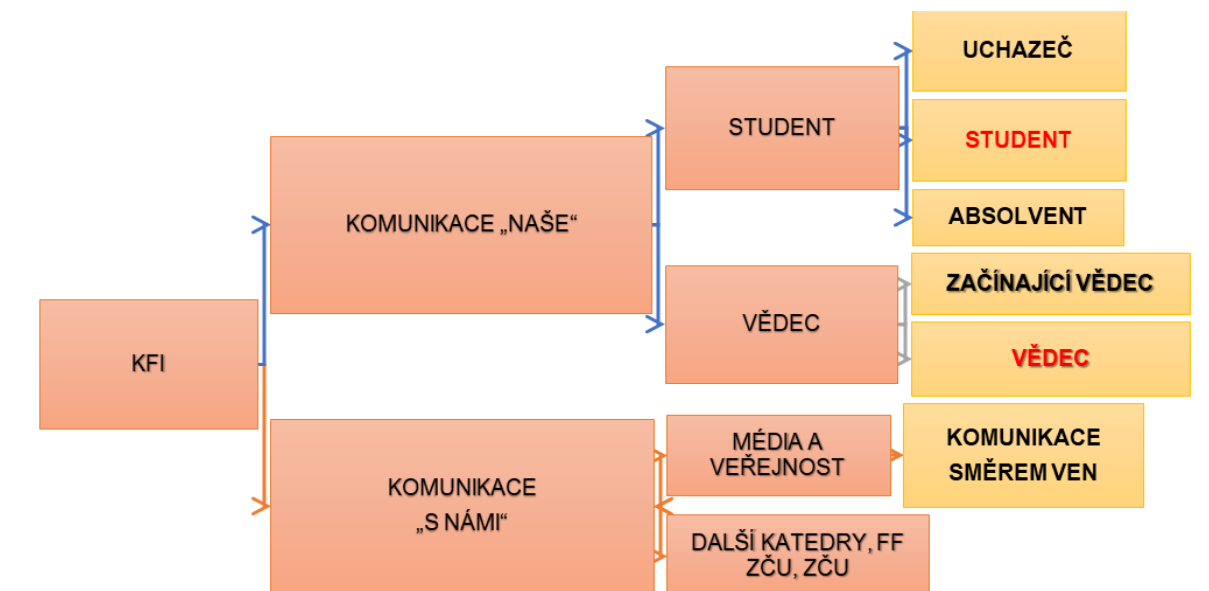 KFI
KOMUNIKACE „NAŠE“
STUDENT
UCHAZEČ
STUDENT
ABSOLVENT
VĚDEC
ZAČÍNAJÍCÍ VĚDEC
VĚDEC
KOMUNIKACE
„S NÁMI“
MÉDIA A
VEŘEJNOST
KOMUNIKACE
SMĚREM VEN
DALŠÍ KATEDRY, FF
ZČU, ZČU